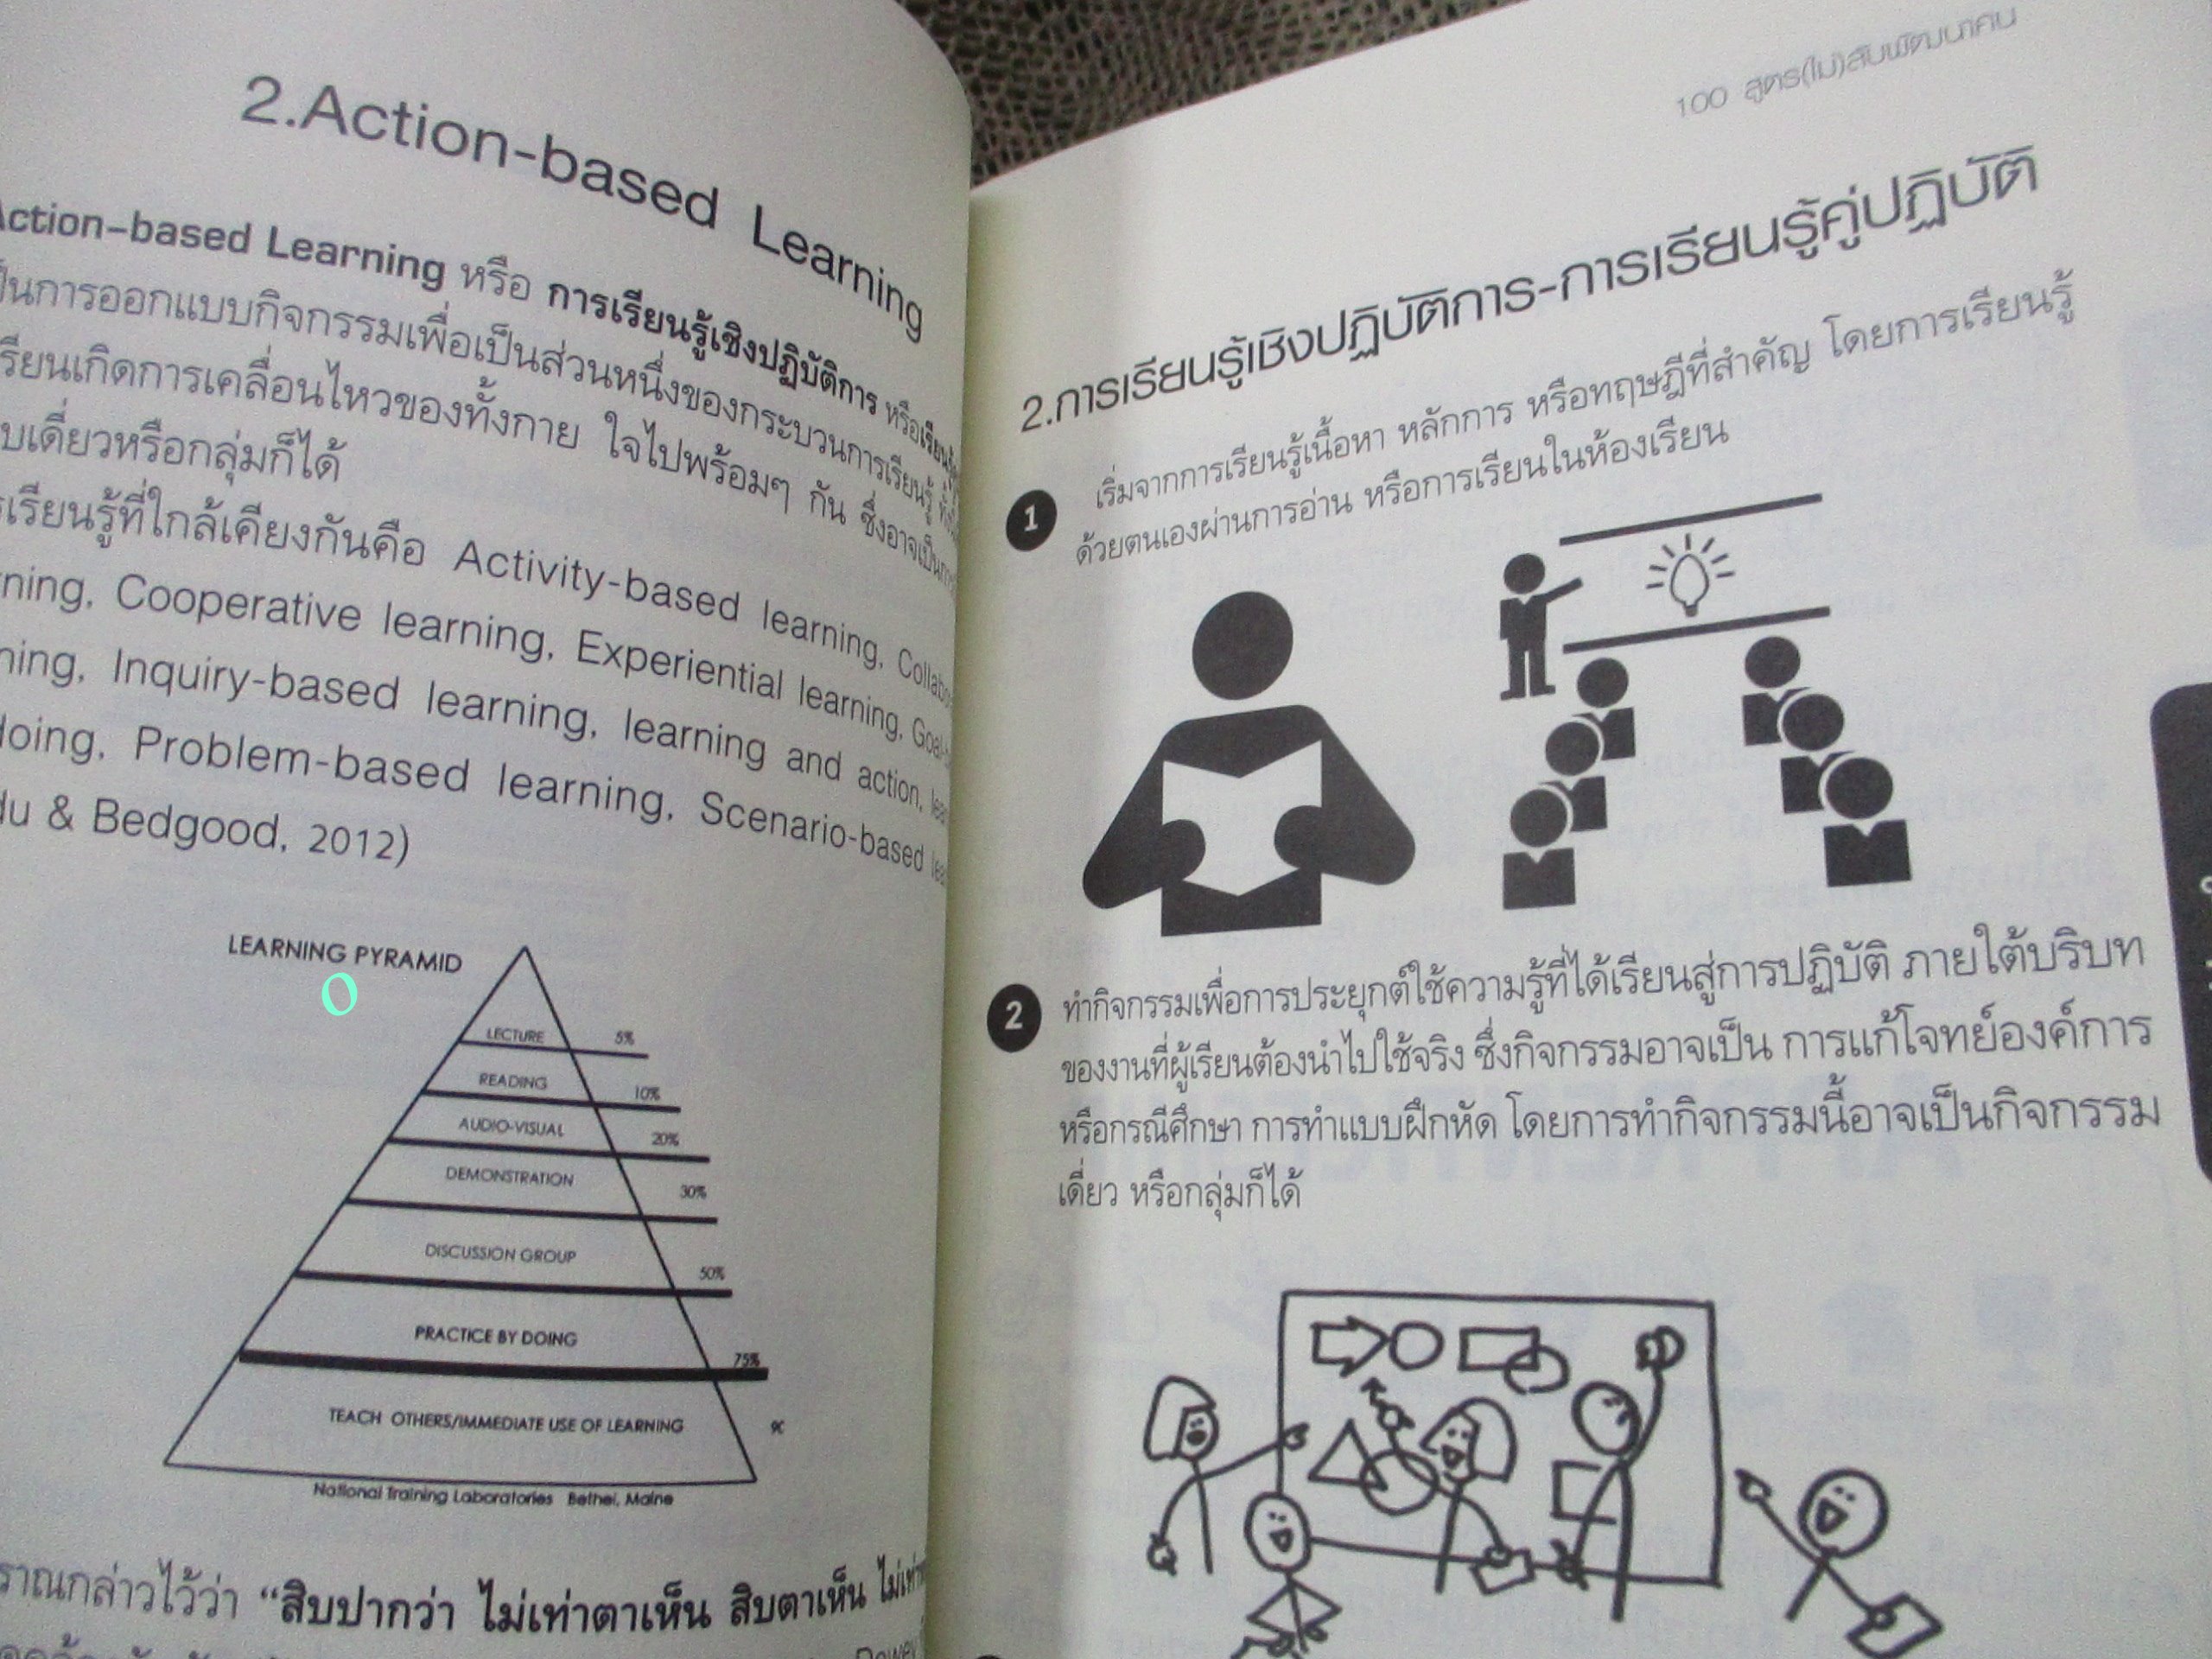 2.Action-based Learning
Action-based Learning หรือ การเรียนรู้เชิงปฏิบัติการ หรือเรียนรู้
เป็นการออกแบบกิจกรรมเพื่อเป็นส่วนหนึ่งของกระบวนการเรียนรู้
เรียนเกิดการเคลื่อนไหวของทั้งกาย ใจไปพร้อมๆ กัน ซึ่งอาจเป็น
บเดี่ยวหรือกลุ่มก็ได้
เรียนรู้ที่ใกล้เคียงกันคือ Activity-based learning, Collabo
ning, Cooperative learning, Experiential learning, Goal-
ning, Inquiry-based learning, learning and action,
doing, Problem-based learning, Scenario-based
du & Bedgood, 2012)
LEARNING PYRAMID
O
LECTURE 5%
READING 10%
AUDIO-VISUAL 20%
DEMONSTRATION 30%
DISCUSSION GROUP 50%
PRACTICE BY DOING 75%
TEACH OTHERS/IMMEDIATE USE OF LEARNING
National Training Laboratories Bethel, Maine
ราณกล่าวไว้ว่า “สิบปากว่า ไม่เท่าตาเห็น สิบตาเห็น ไม่เท่า
100 สูตร(ไม่)ลับพัฒนาคน
2.การเรียนรู้เชิงปฏิบัติการ-การเรียนรู้คู่ปฏิบัติ
1 เริ่มจากการเรียนรู้เนื้อหา หลักการ หรือทฤษฎีที่สำคัญ โดยการเรียนรู้
ด้วยตนเองผ่านการอ่าน หรือการเรียนในห้องเรียน
2 ทำกิจกรรมเพื่อการประยุกต์ใช้ความรู้ที่ได้เรียนสู่การปฏิบัติ ภายใต้บริบท
ของงานที่ผู้เรียนต้องนำไปใช้จริง ซึ่งกิจกรรมอาจเป็น การแก้โจทย์องค์การ
หรือกรณีศึกษา การทำแบบฝึกหัด โดยการทำกิจกรรมนี้อาจเป็นกิจกรรม
เดี่ยว หรือกลุ่มก็ได้